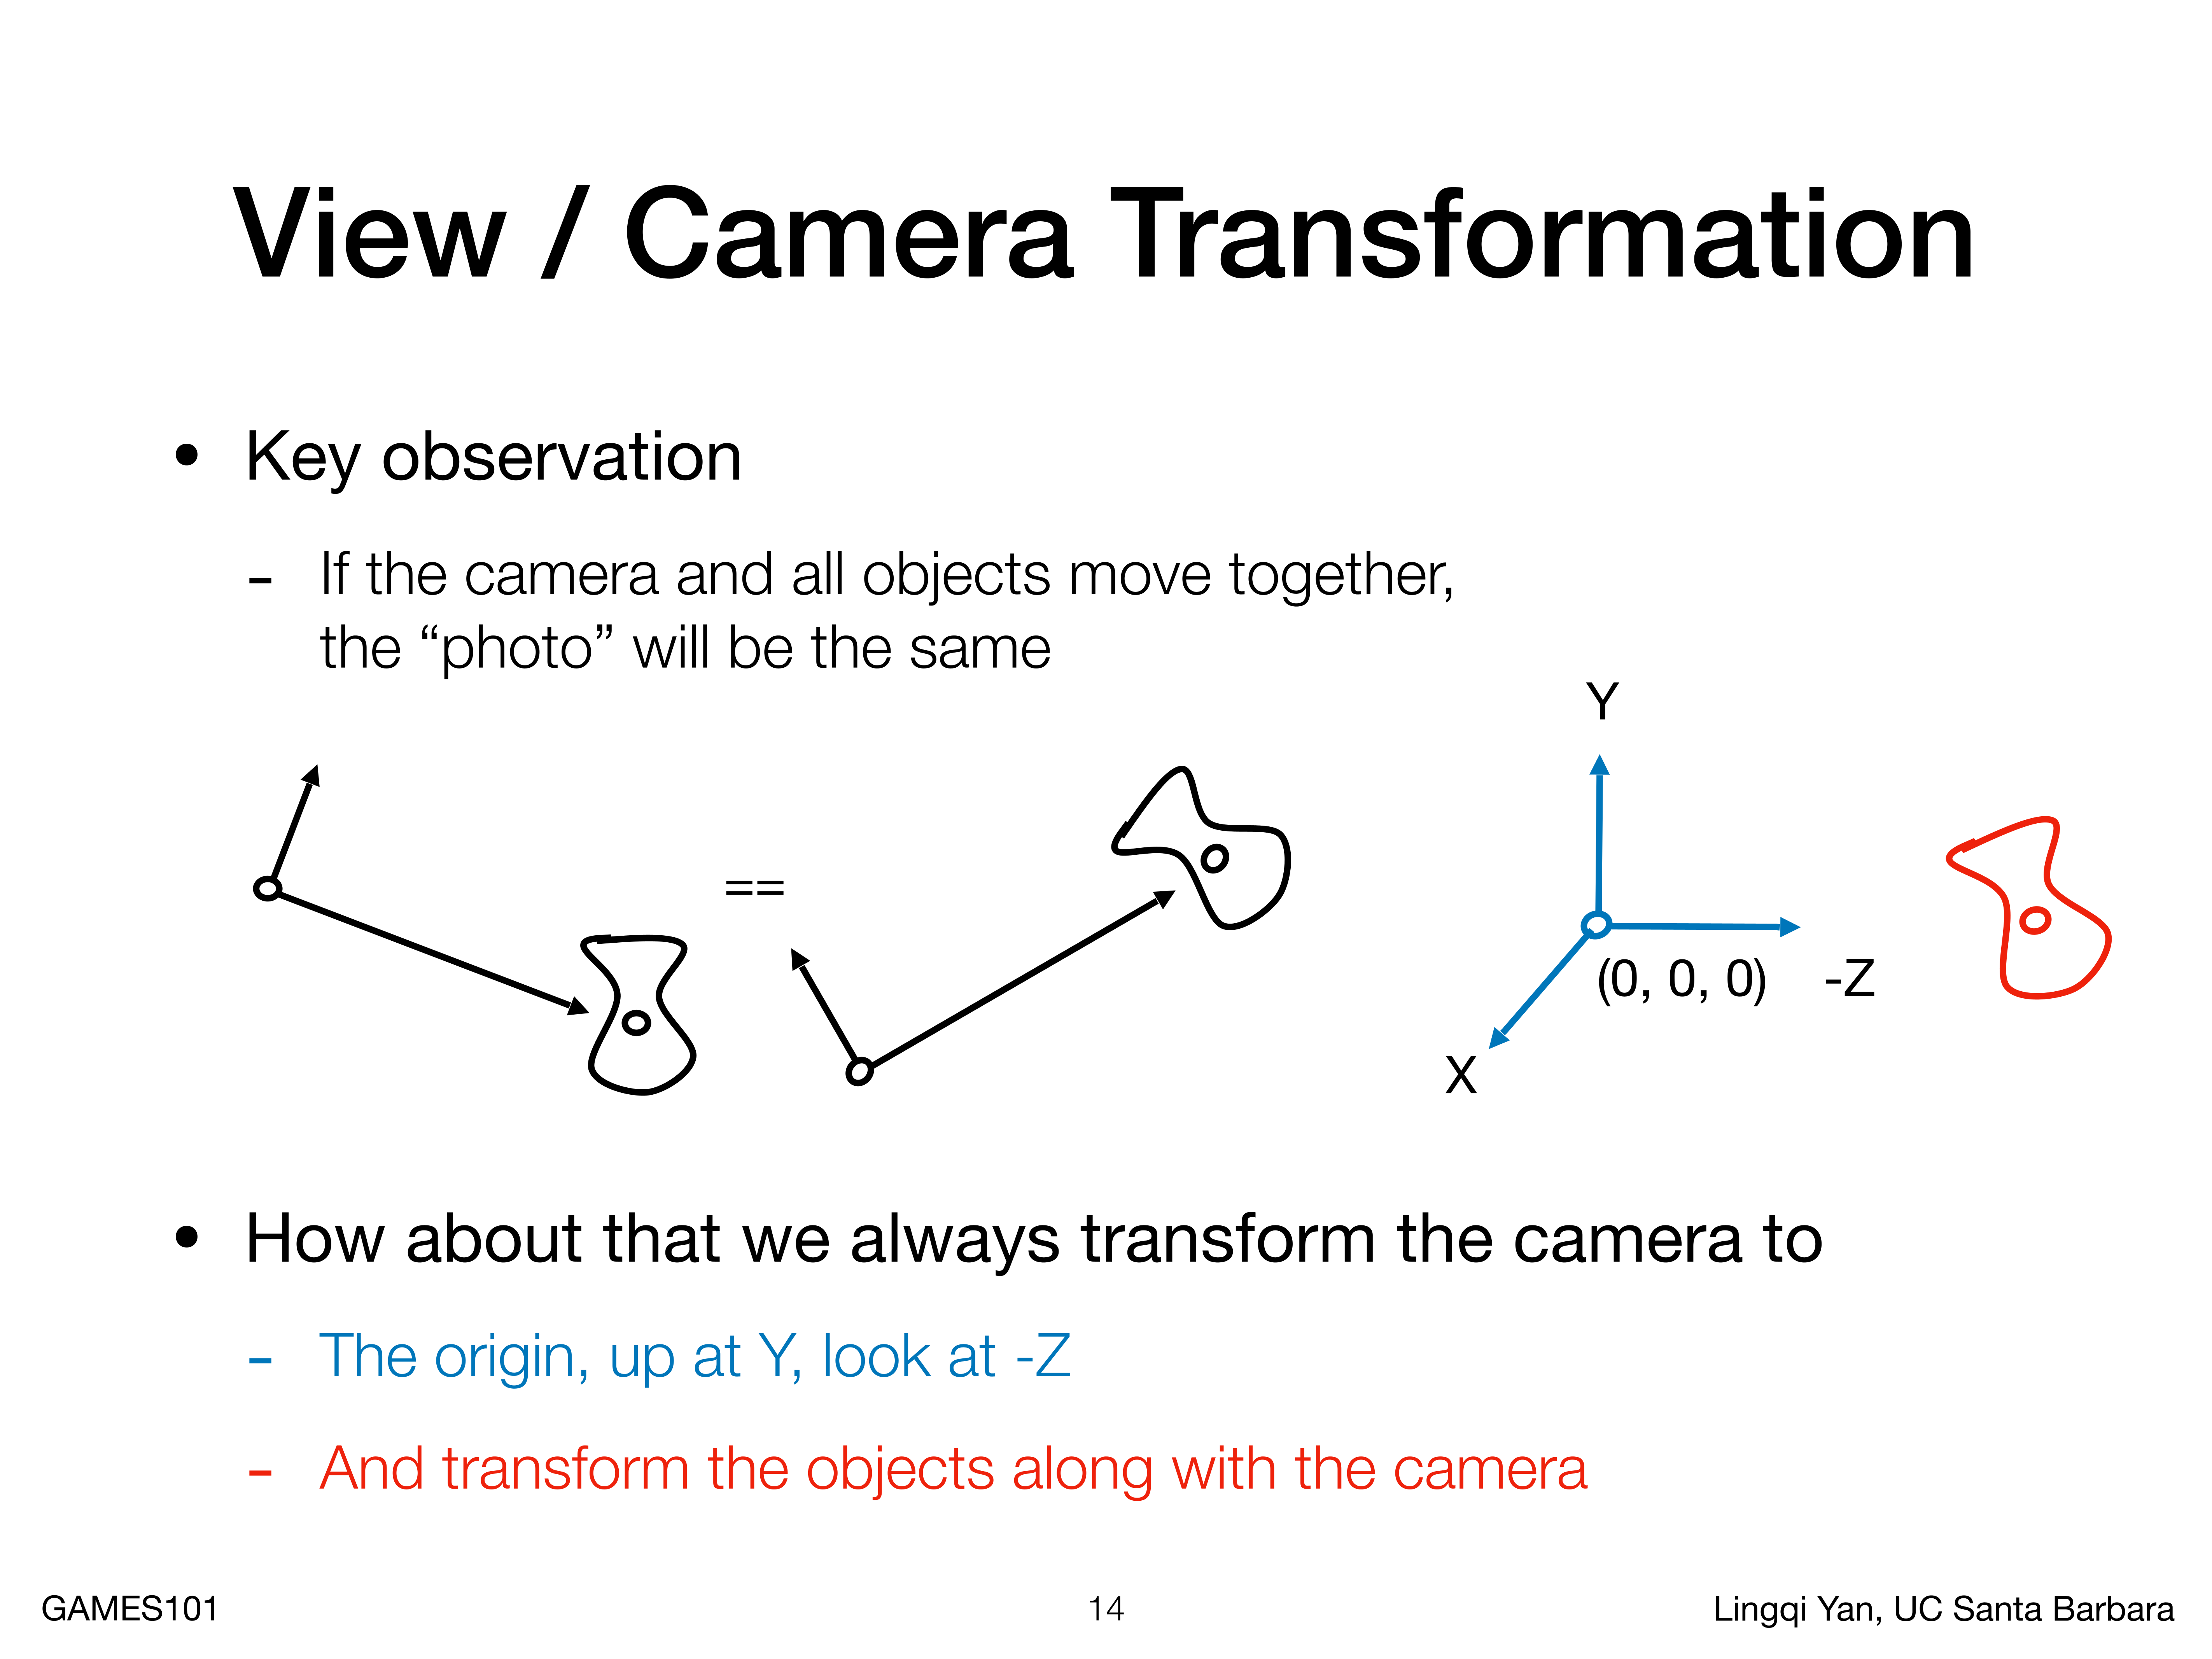 View / Camera Transformation
• Key observation
- If the camera and all objects move together,
the “photo” will be the same
Y
==
(0, 0, 0)
-Z
X
• How about that we always transform the camera to
- The origin, up at Y, look at -Z
- And transform the objects along with the camera
GAMES101
14
Lingqi Yan, UC Santa Barbara